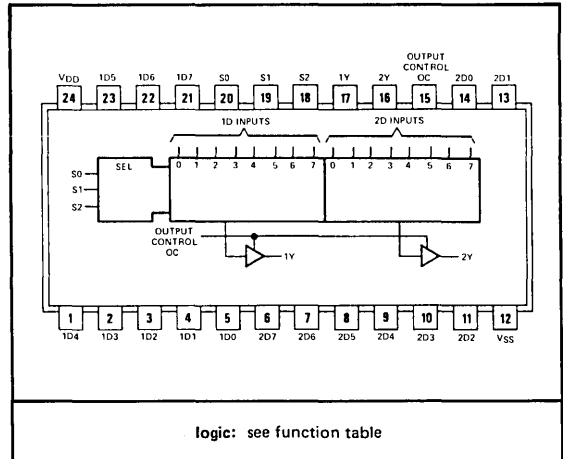 OUTPUT
CONTROL
VDD 1D5 1D6 1D7 S0 S1 S2 1Y 2Y OC 2D0 2D1
24 23 22 21 20 19 18 17 16 15 14 13
1D INPUTS 2D INPUTS
SEL
0 1 2 3 4 5 6 7 0 1 2 3 4 5 6 7
S0
S1
S2
OUTPUT
CONTROL
OC
1Y 2Y
1 2 3 4 5 6 7 8 9 10 11 12
1D4 1D3 1D2 1D1 1D0 2D7 2D6 2D5 2D4 2D3 2D2 VSS
logic: see function table